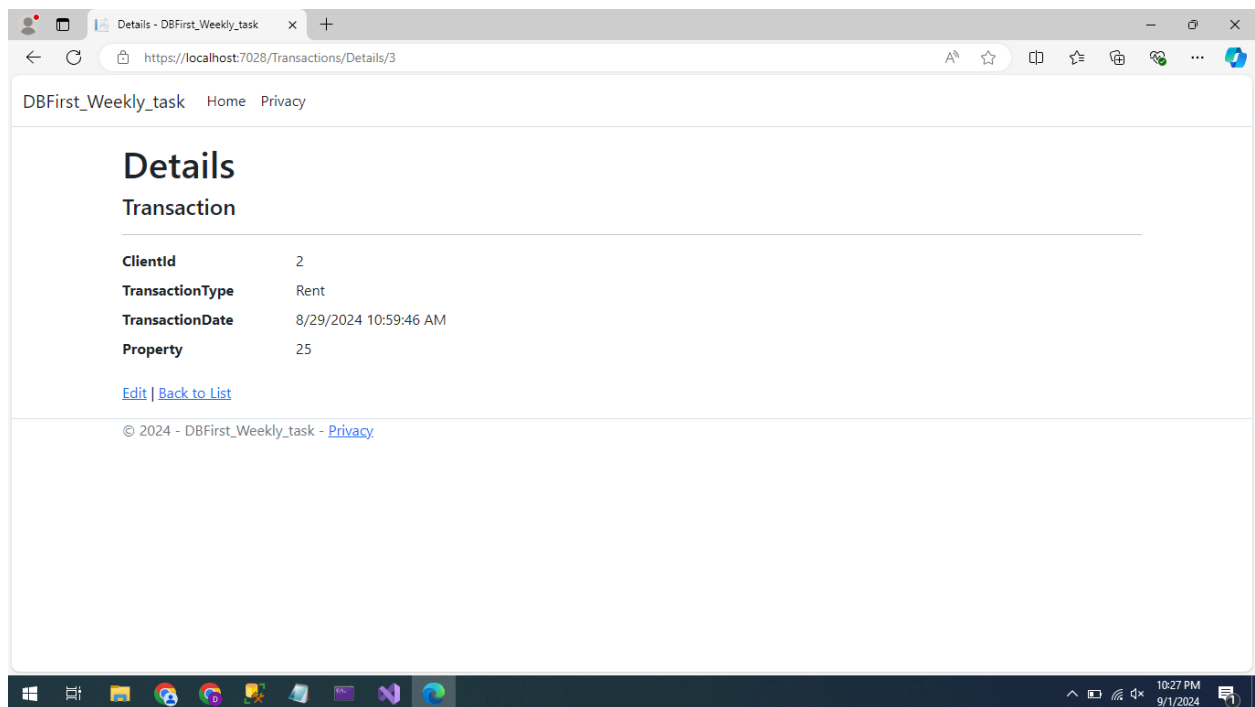 Details - DBFirst_Weekly_task
https://localhost:7028/Transactions/Details/3
DBFirst_Weekly_task Home Privacy
Details
Transaction
ClientId 2
TransactionType Rent
TransactionDate 8/29/2024 10:59:46 AM
Property 25
Edit | Back to List
© 2024 - DBFirst_Weekly_task - Privacy
10:27 PM
9/1/2024